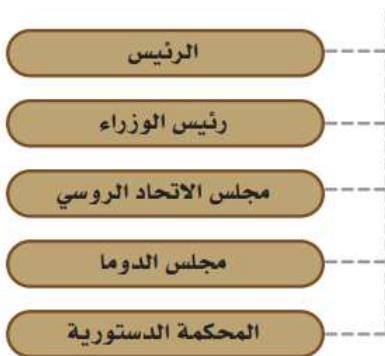 الرئيس
رئيس الوزراء
مجلس الاتحاد الروسي
مجلس الدوما
المحكمة الدستورية